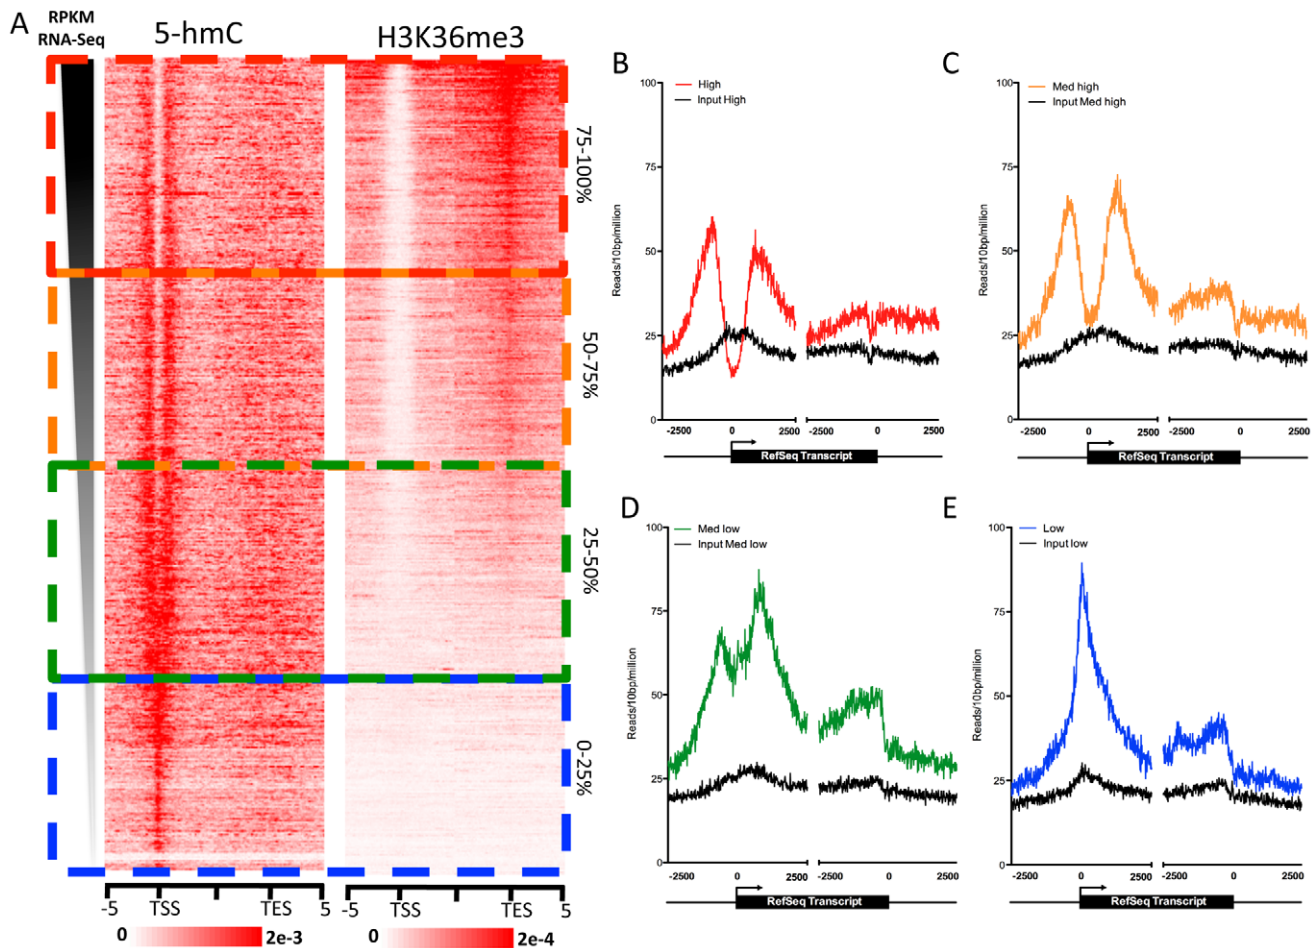 A
RPKM
RNA-Seq
5-hmC
H3K36me3
75-100%
50-75%
25-50%
0-25%
-5 TSS TES 5
-5 TSS TES 5
0 2e-3
0 2e-4
B
High
Input High
Reads/10bp/million
100
75
50
25
0
-2500 0 2500 -2500 0 2500
RefSeq Transcript
C
Med high
Input Med high
Reads/10bp/million
100
75
50
25
0
-2500 0 2500 -2500 0 2500
RefSeq Transcript
D
Med low
Input Med low
Reads/10bp/million
100
75
50
25
0
-2500 0 2500 -2500 0 2500
RefSeq Transcript
E
Low
Input low
Reads/10bp/million
100
75
50
25
0
-2500 0 2500 -2500 0 2500
RefSeq Transcript